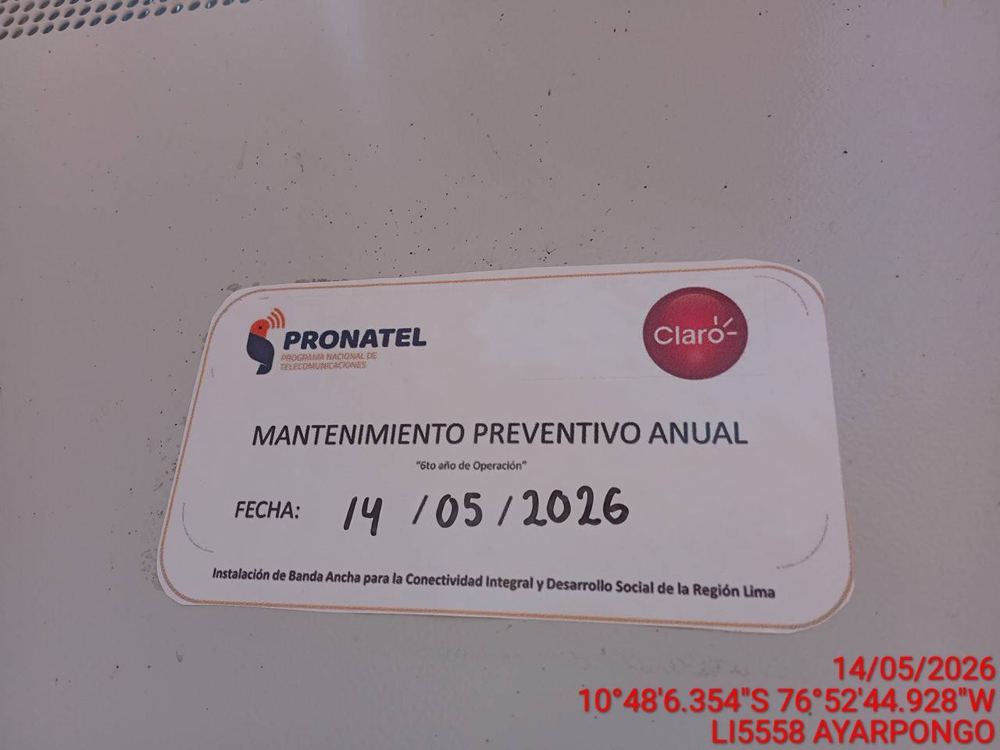 PRONATEL
PROGRAMA NACIONAL DE
TELECOMUNICACIONES
Claro
MANTENIMIENTO PREVENTIVO ANUAL
"6to año de Operación"
FECHA: 14 / 05 / 2026
Instalación de Banda Ancha para la Conectividad Integral y Desarrollo Social de la Región Lima
14/05/2026
10°48'6.354"S 76°52'44.928"W
LI5558 AYARPONGO